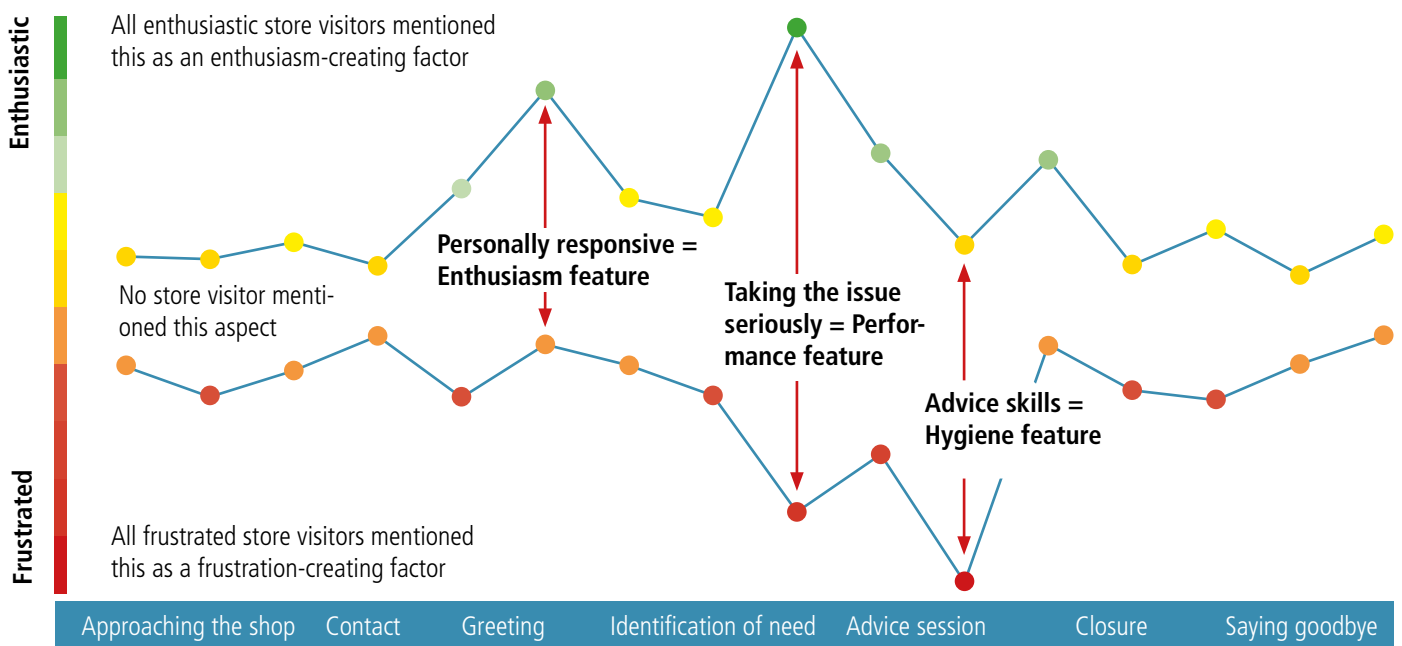 Enthusiastic
All enthusiastic store visitors mentioned
this as an enthusiasm-creating factor
Personally responsive =
Enthusiasm feature
No store visitor menti-
oned this aspect
Taking the issue
seriously = Perfor-
mance feature
Advice skills =
Hygiene feature
Frustrated
All frustrated store visitors mentioned
this as a frustration-creating factor
Approaching the shop Contact Greeting Identification of need Advice session Closure Saying goodbye